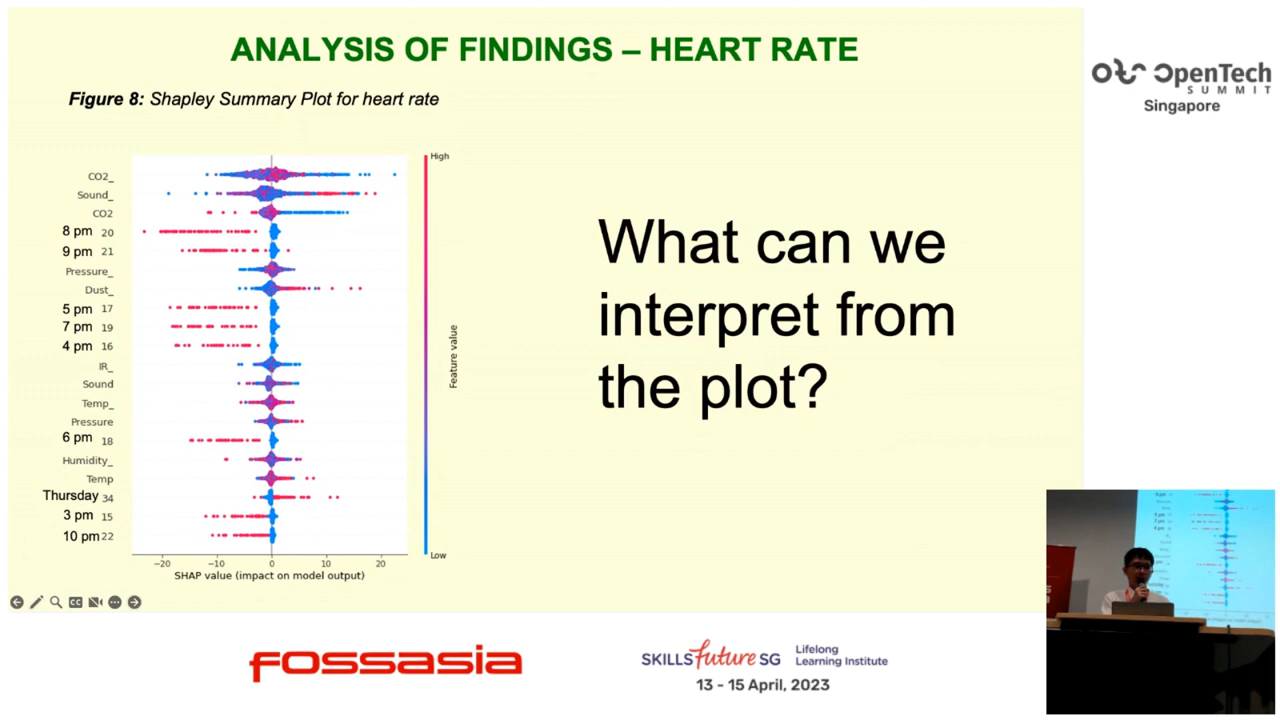 ANALYSIS OF FINDINGS – HEART RATE
Figure 8: Shapley Summary Plot for heart rate
OpenTech
SUMMIT
Singapore
High
CO2_
Sound_
CO2
8 pm 20
9 pm 21
Pressure_
Dust_
5 pm 17
7 pm 19
4 pm 16
IR_
Sound
Temp_
Pressure
6 pm 18
Humidity_
Temp
Thursday 34
3 pm 15
10 pm 22
Feature value
Low
−20 −10 0 10 20
SHAP value (impact on model output)
What can we
interpret from
the plot?
FOSSASIA
SKILLSfuture SG
Lifelong
Learning Institute
13 - 15 April, 2023